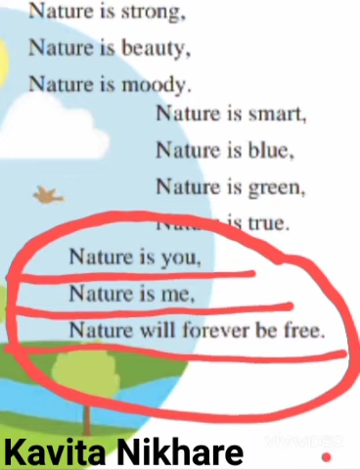 Nature is strong,
Nature is beauty,
Nature is moody.
Nature is smart,
Nature is blue,
Nature is green,
is true.
Nature is you,
Nature is me,
Nature will forever be free.
Kavita Nikhare